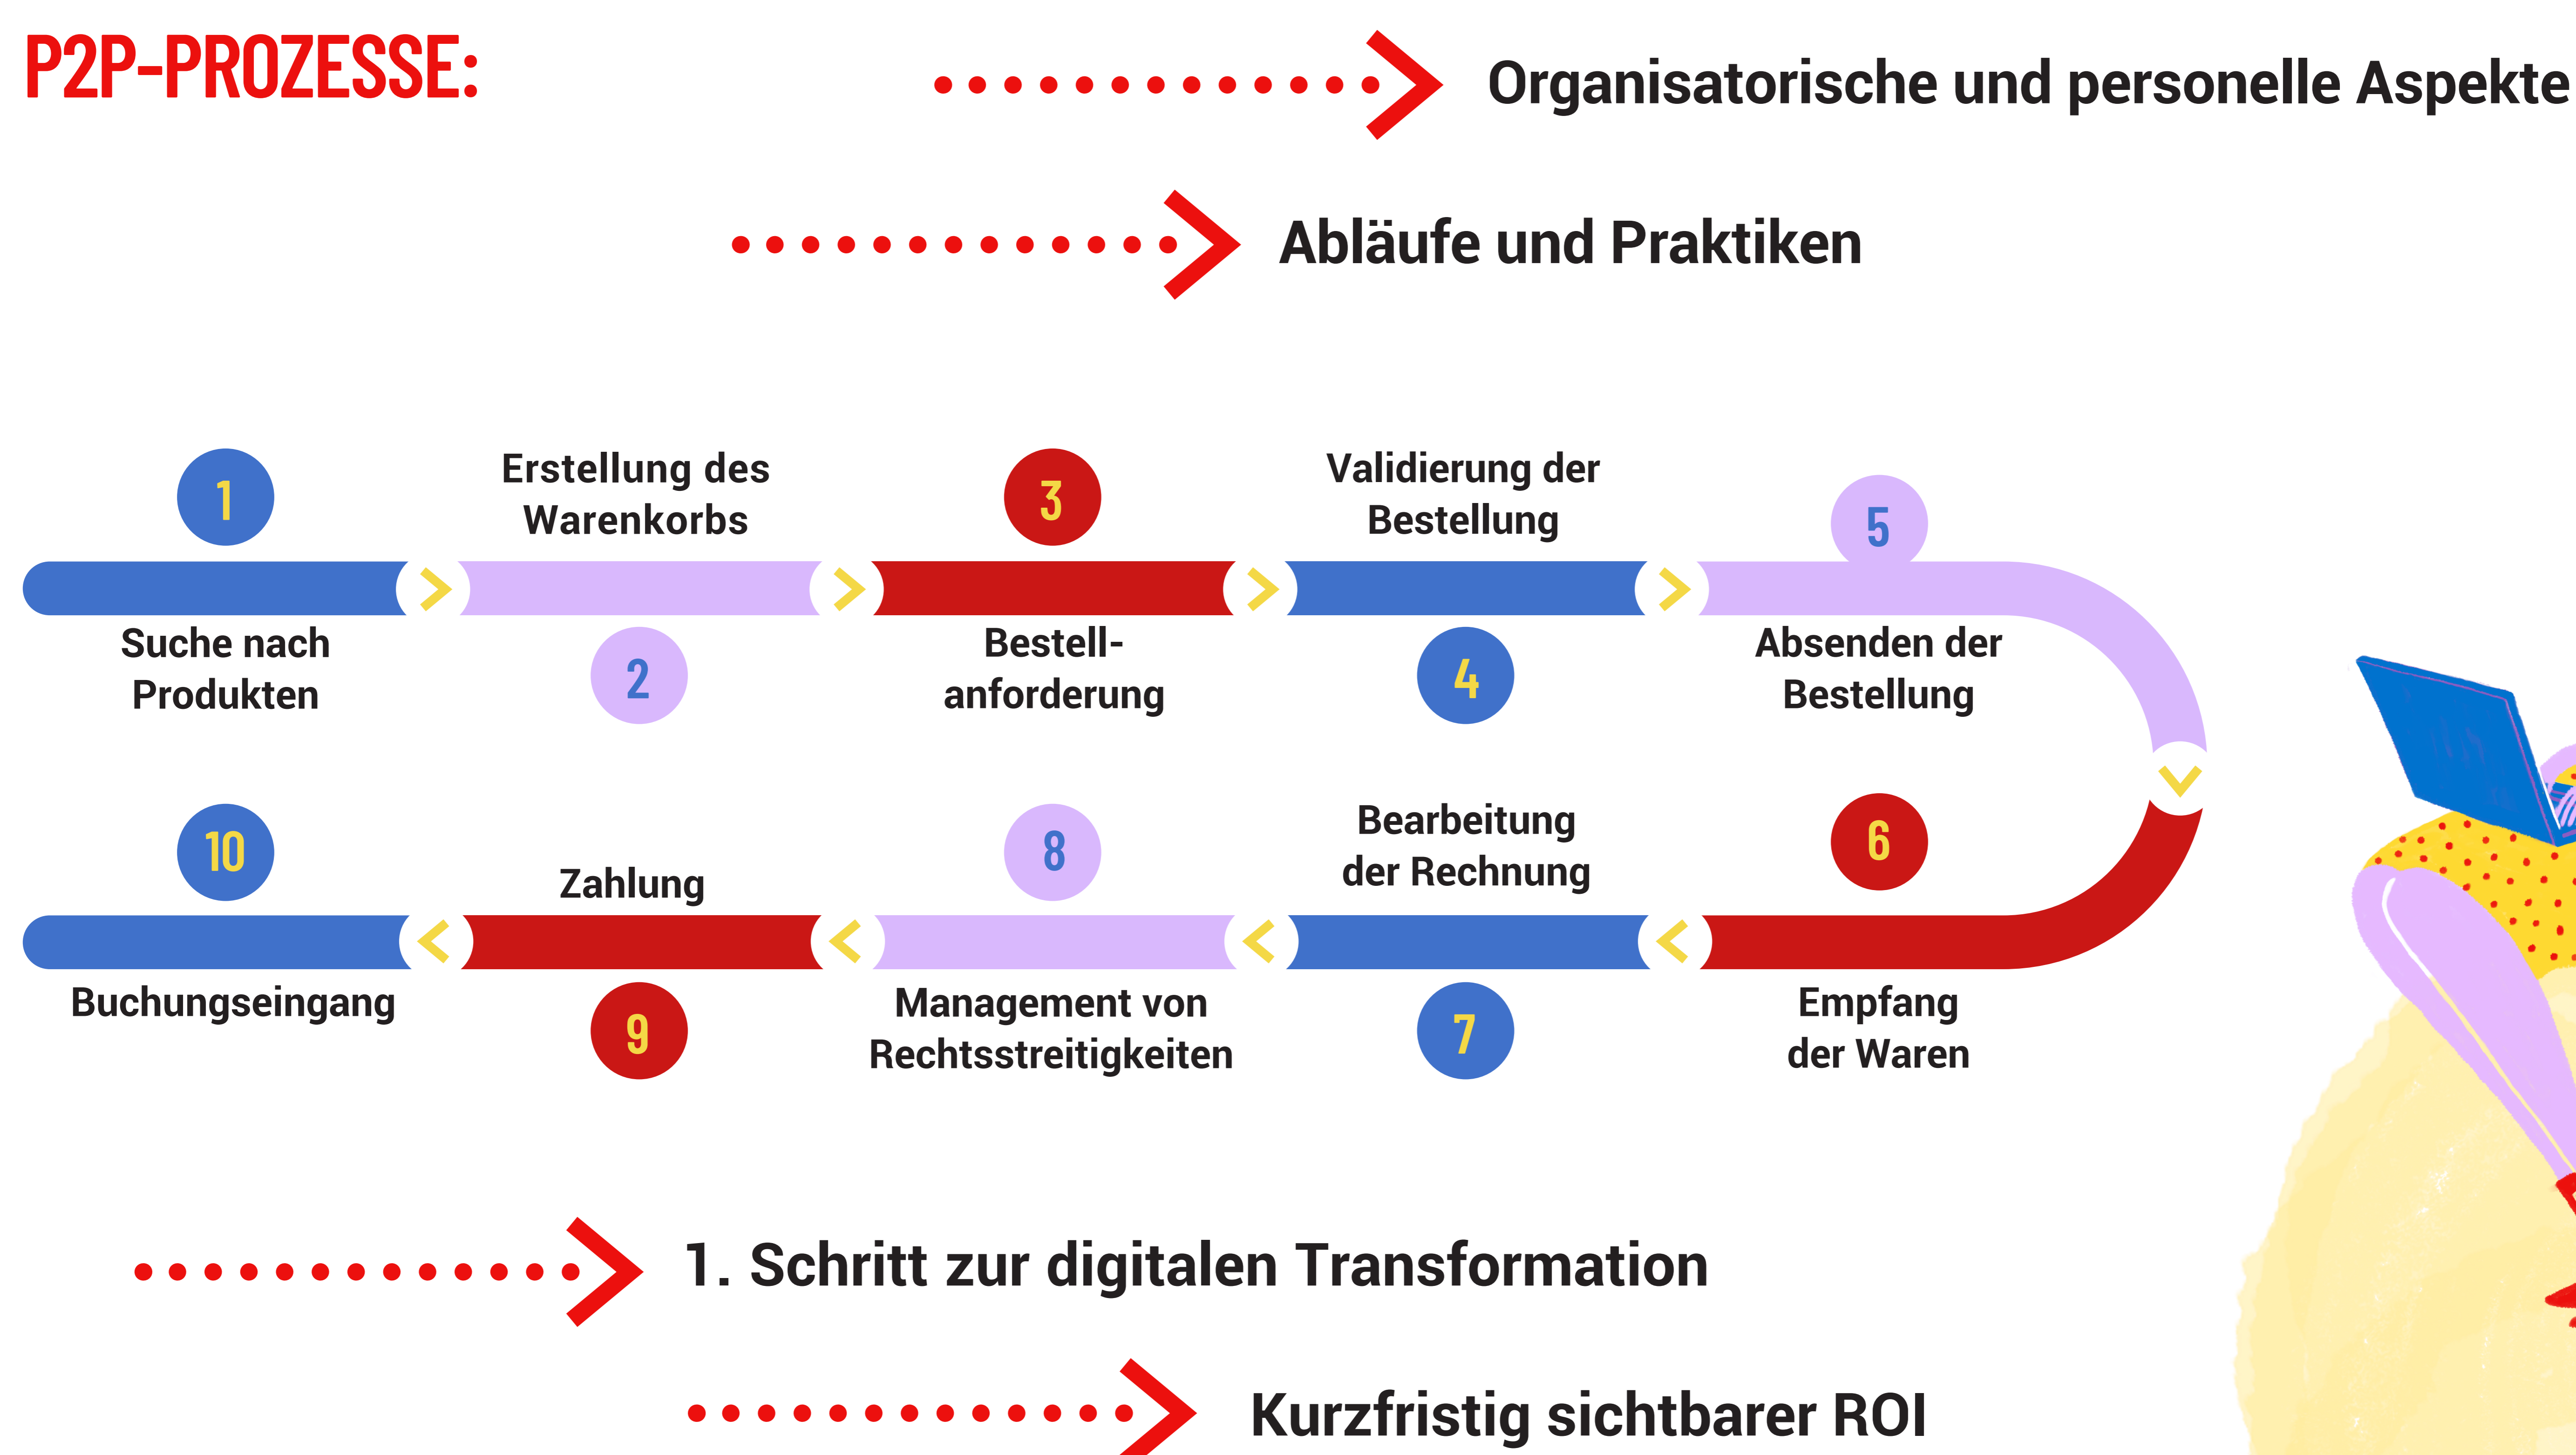 P2P-PROZESSE:
Organisatorische und personelle Aspekte
Abläufe und Praktiken
1
Suche nach
Produkten
Erstellung des
Warenkorbs
2
3
Bestell-
anforderung
Validierung der
Bestellung
4
5
Absenden der
Bestellung
6
Empfang
der Waren
Bearbeitung
der Rechnung
7
8
Management von
Rechtsstreitigkeiten
Zahlung
9
10
Buchungseingang
1. Schritt zur digitalen Transformation
Kurzfristig sichtbarer ROI